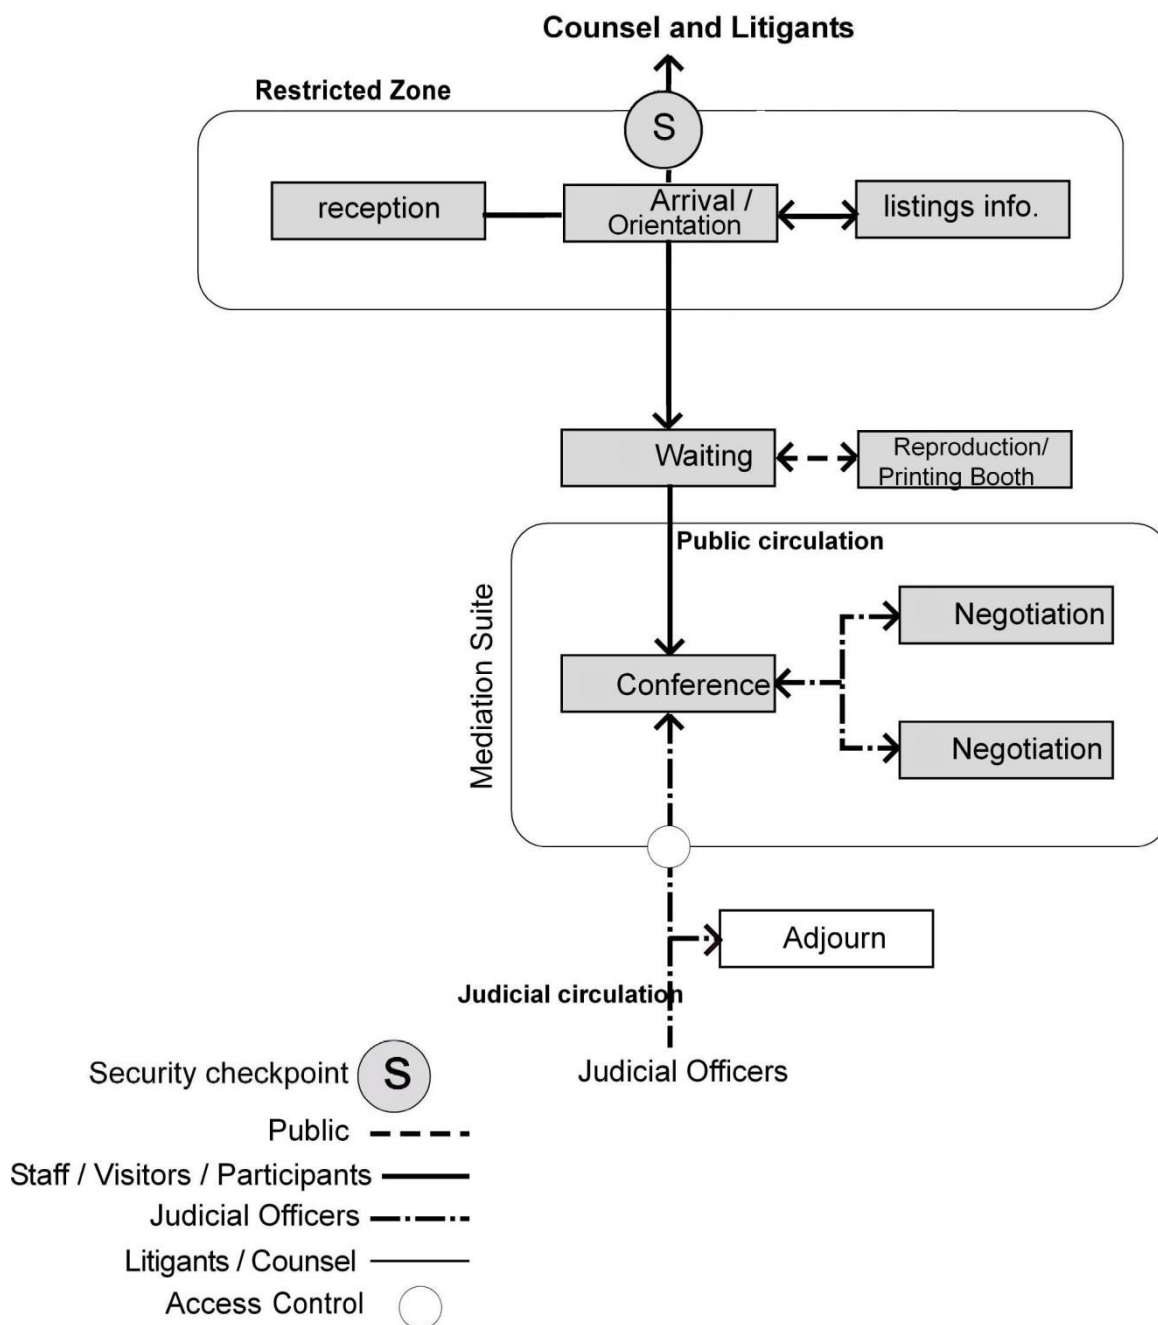 Counsel and Litigants
Restricted Zone
S
reception
Arrival /
Orientation
listings info.
Waiting
Reproduction/
Printing Booth
Public circulation
Mediation Suite
Negotiation
Conference
Negotiation
Adjourn
Judicial circulation
Judicial Officers
Security checkpoint S
Public
Staff / Visitors / Participants
Judicial Officers
Litigants / Counsel
Access Control